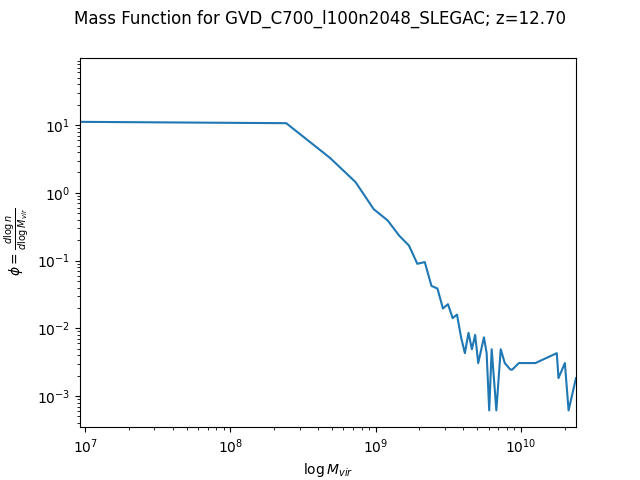 Mass Function for GVD_C700_l100n2048_SLEGAC; z=12.70
10^1
10^0
10^-1
10^-2
10^-3
ϕ = d log n / d log M_vir
10^7 10^8 10^9 10^10
log M_vir